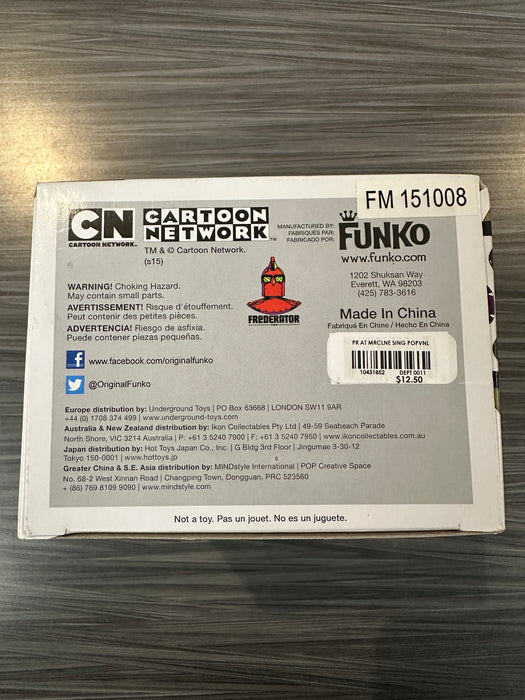 FM 151008
CN
CARTOON NETWORK™
CARTOON
NETWORK™
TM & © Cartoon Network.
(s15)
MANUFACTURED BY:
FABRIQUÉS PAR:
FABRICADO POR:
FUNKO
www.funko.com
1202 Shuksan Way
Everett, WA 98203
(425) 783-3616
FREDERATOR
Made In China
Fabriqué En Chine / Hecho En China
WARNING! Choking Hazard.
May contain small parts.
AVERTISSEMENT! Risque d'étouffement.
Peut contenir des petites pièces.
ADVERTENCIA! Riesgo de asfixia.
Puede contener piezas pequeñas.
PR AT MRCLNE SING POPVNL
10431852 DEPT 0011
$12.50
f www.facebook.com/originalfunko
@OriginalFunko
Europe distribution by: Underground Toys | PO Box 63668 | LONDON SW11 9AR
+44 (0) 1708 374 499 | www.underground-toys.com
Australia & New Zealand distribution by: Ikon Collectables Pty Ltd | 49-59 Seabeach Parade
North Shore, VIC 3214 Australia | P: +61 3 5240 7900 | F: +61 3 5240 7950 | www.ikoncollectables.com.au
Japan distribution by: Hot Toys Japan Co., Inc. | G Bldg 3rd Floor | Jingumae 3-30-12
Tokyo 150-0001 | www.hottoys.jp
Greater China & S.E. Asia distribution by: MiNDstyle International | POP Creative Space
No. 68-2 West Xinnan Road | Changping Town, Dongguan, PRC 523560
+ (86) 769 8109 9090 | www.mindstyle.com
Not a toy. Pas un jouet. No es un juguete.